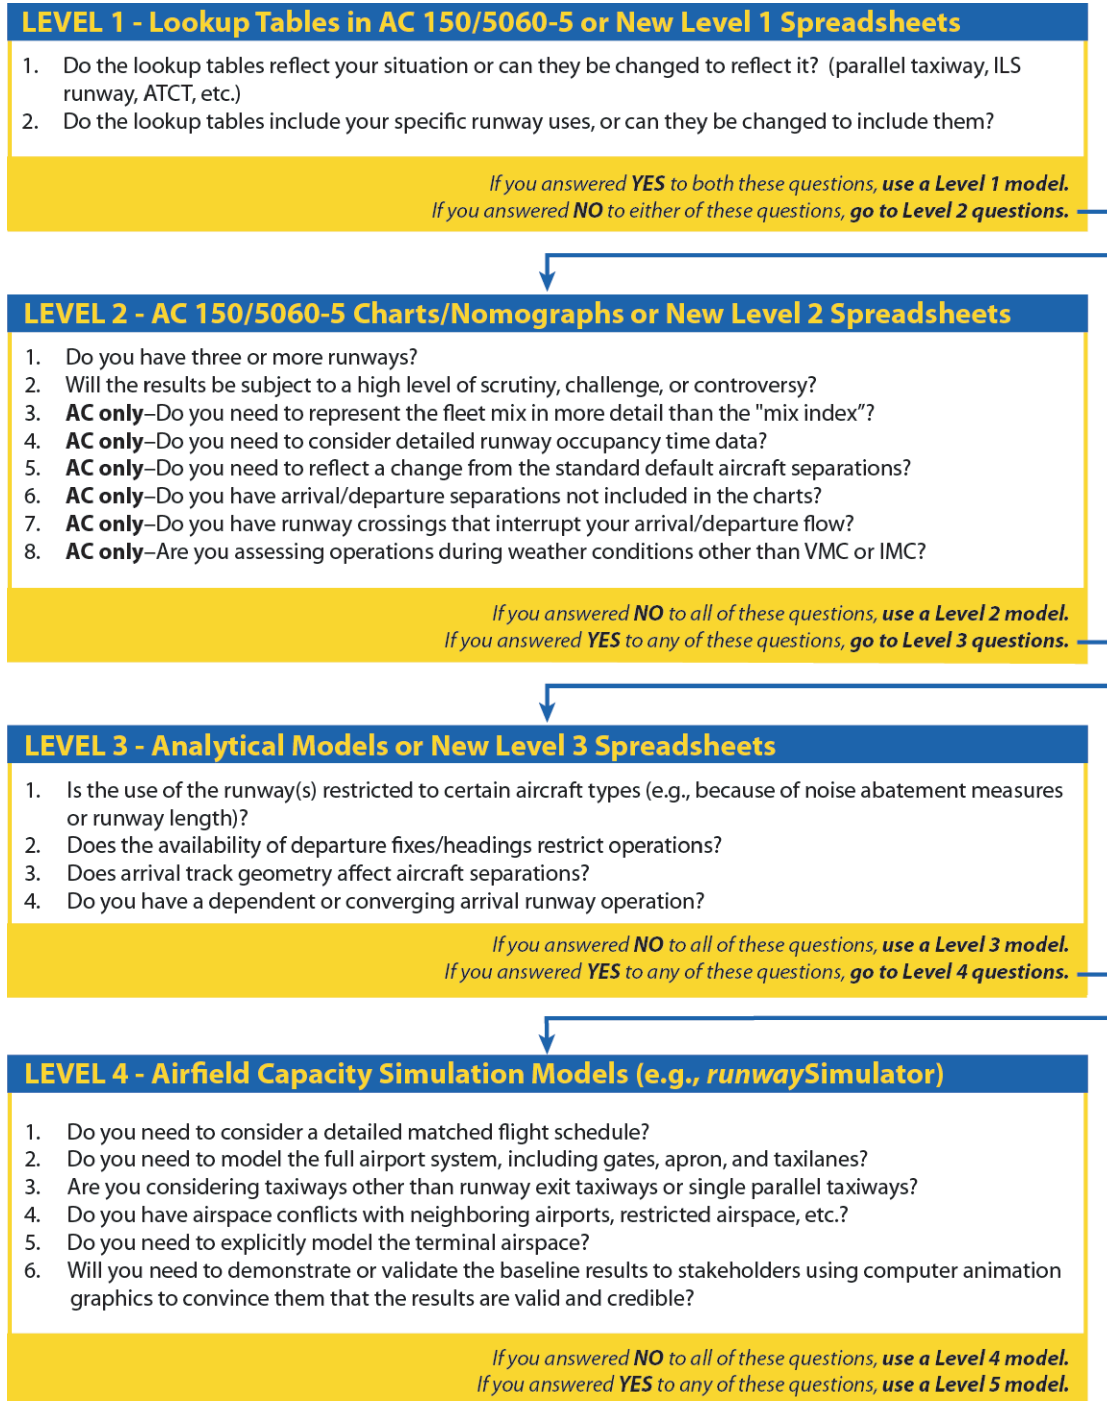 LEVEL 1 - Lookup Tables in AC 150/5060-5 or New Level 1 Spreadsheets
1. Do the lookup tables reflect your situation or can they be changed to reflect it? (parallel taxiway, ILS
runway, ATCT, etc.)
2. Do the lookup tables include your specific runway uses, or can they be changed to include them?
If you answered YES to both these questions, use a Level 1 model.
If you answered NO to either of these questions, go to Level 2 questions.
LEVEL 2 - AC 150/5060-5 Charts/Nomographs or New Level 2 Spreadsheets
1. Do you have three or more runways?
2. Will the results be subject to a high level of scrutiny, challenge, or controversy?
3. AC only–Do you need to represent the fleet mix in more detail than the "mix index”?
4. AC only–Do you need to consider detailed runway occupancy time data?
5. AC only–Do you need to reflect a change from the standard default aircraft separations?
6. AC only–Do you have arrival/departure separations not included in the charts?
7. AC only–Do you have runway crossings that interrupt your arrival/departure flow?
8. AC only–Are you assessing operations during weather conditions other than VMC or IMC?
If you answered NO to all of these questions, use a Level 2 model.
If you answered YES to any of these questions, go to Level 3 questions.
LEVEL 3 - Analytical Models or New Level 3 Spreadsheets
1. Is the use of the runway(s) restricted to certain aircraft types (e.g., because of noise abatement measures
or runway length)?
2. Does the availability of departure fixes/headings restrict operations?
3. Does arrival track geometry affect aircraft separations?
4. Do you have a dependent or converging arrival runway operation?
If you answered NO to all of these questions, use a Level 3 model.
If you answered YES to any of these questions, go to Level 4 questions.
LEVEL 4 - Airfield Capacity Simulation Models (e.g., runwaySimulator)
1. Do you need to consider a detailed matched flight schedule?
2. Do you need to model the full airport system, including gates, apron, and taxilanes?
3. Are you considering taxiways other than runway exit taxiways or single parallel taxiways?
4. Do you have airspace conflicts with neighboring airports, restricted airspace, etc.?
5. Do you need to explicitly model the terminal airspace?
6. Will you need to demonstrate or validate the baseline results to stakeholders using computer animation
graphics to convince them that the results are valid and credible?
If you answered NO to all of these questions, use a Level 4 model.
If you answered YES to any of these questions, use a Level 5 model.